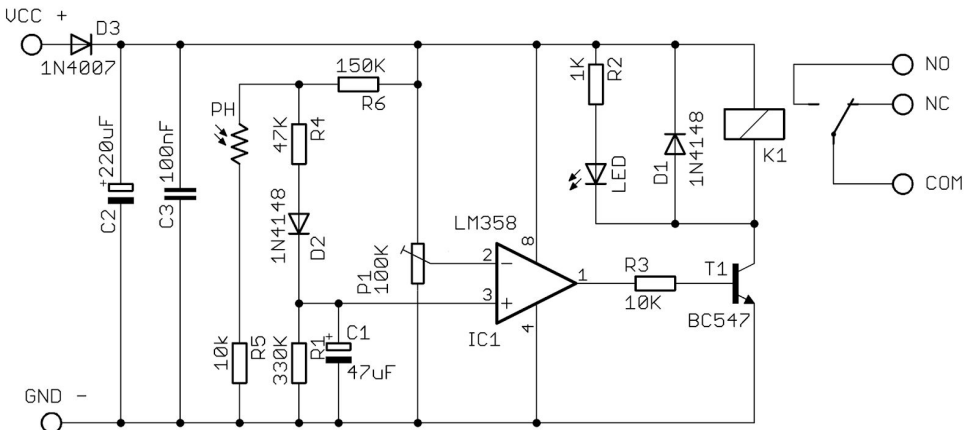 VCC +
D3
1N4007
150K
R6
PH
47K
R4
1K
R2
1N4148
D1
K1
NO
NC
COM
+220uF
C2
100nF
C3
1N4148
D2
LED
LM358
8
P1
100K
2
-
3
+
1
4
IC1
R3
10K
T1
BC547
10k
R5
330K
R1
+
C1
47uF
GND -